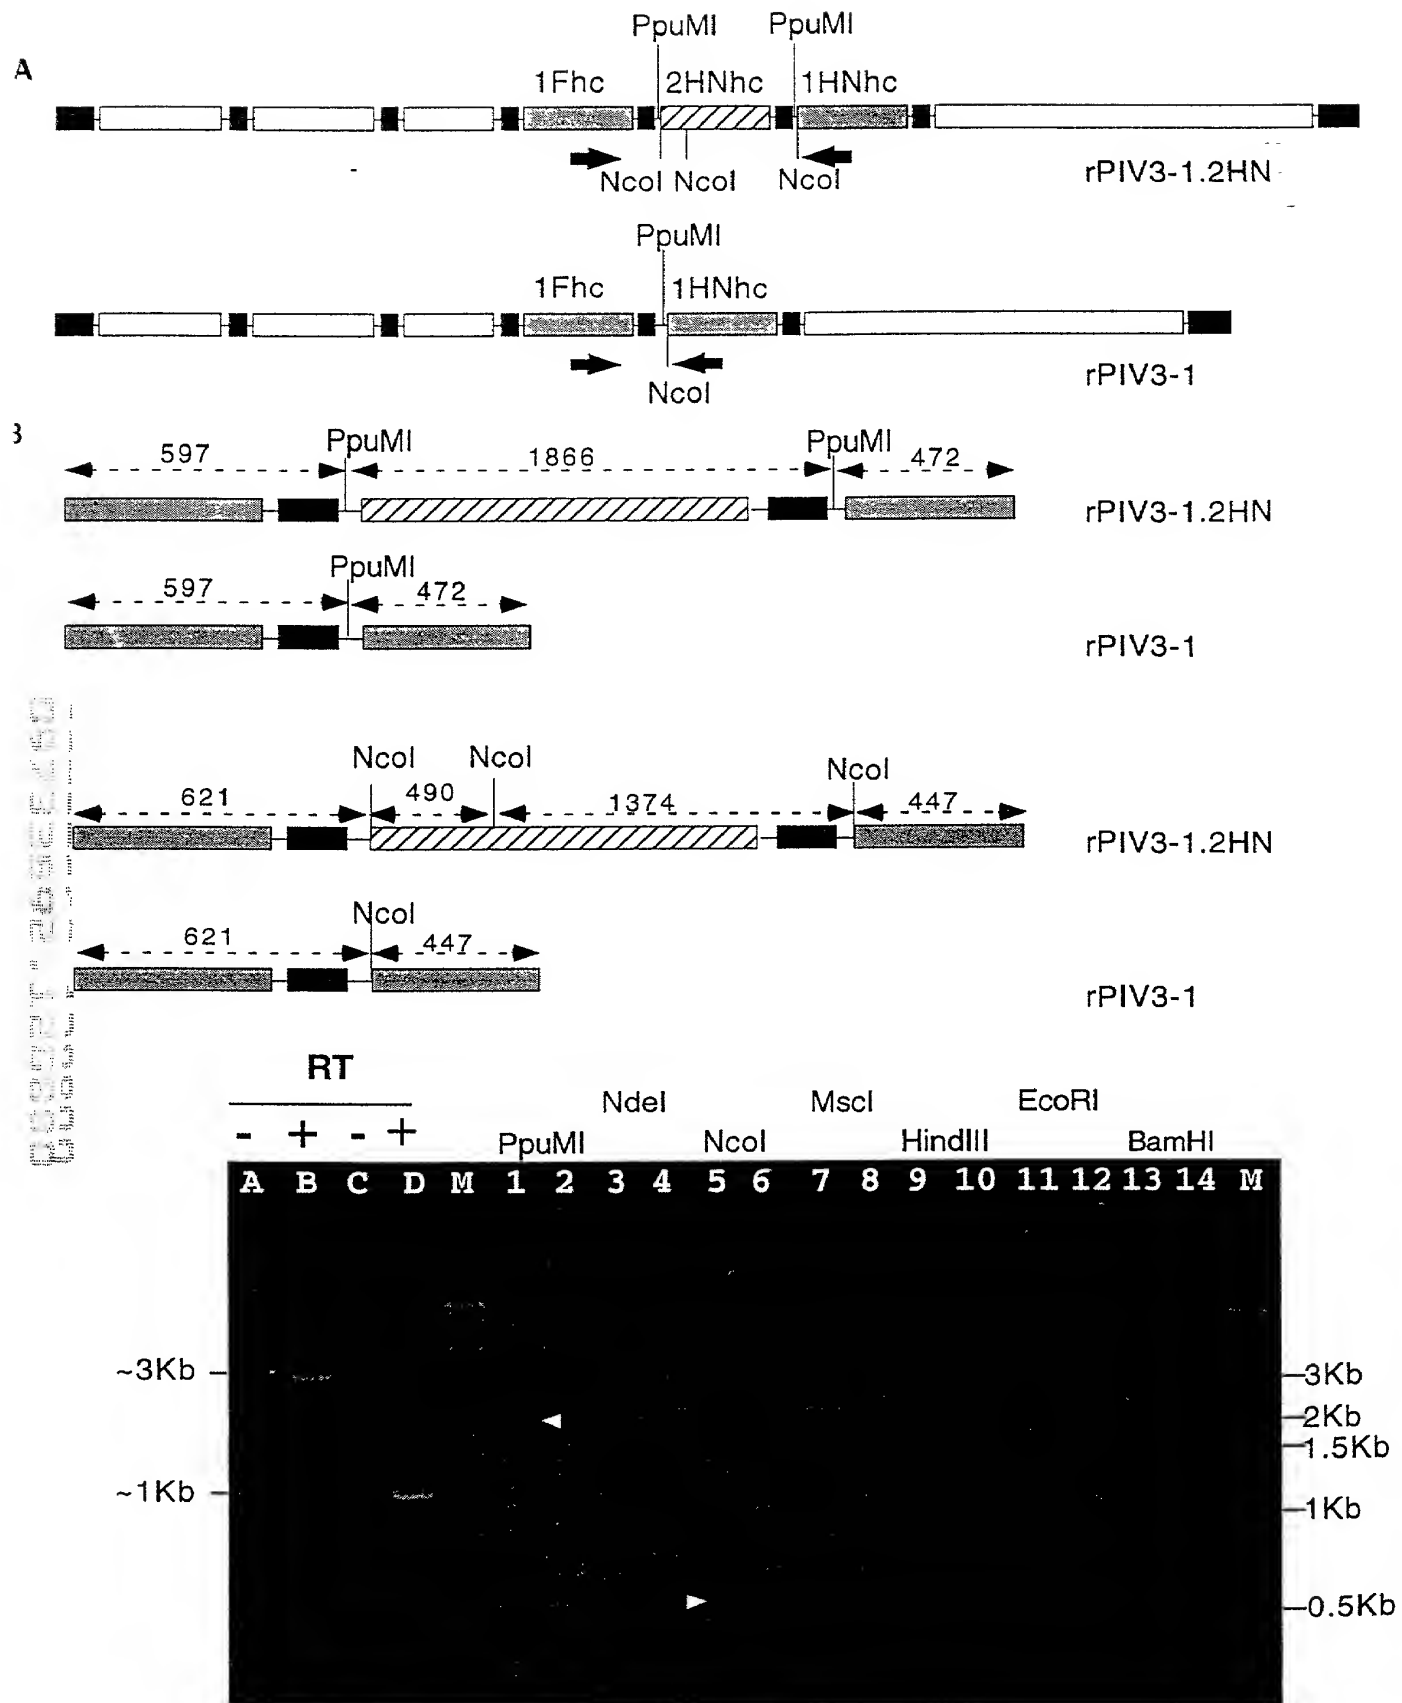 PpuMI PpuMI
A
1Fhc 2HNhc 1HNhc
NcoI NcoI NcoI
rPIV3-1.2HN
PpuMI
1Fhc 1HNhc
NcoI
rPIV3-1
597 PpuMI 1866 PpuMI 472
rPIV3-1.2HN
PpuMI
597 472
rPIV3-1
NcoI NcoI NcoI
621 490 1374 447
rPIV3-1.2HN
NcoI
621 447
rPIV3-1
RT
NdeI MscI EcoRI
- + - + PpuMI NcoI HindIII BamHI
A B C D M 1 2 3 4 5 6 7 8 9 10 11 12 13 14 M
~3Kb 3Kb
2Kb
1.5Kb
~1Kb 1Kb
0.5Kb